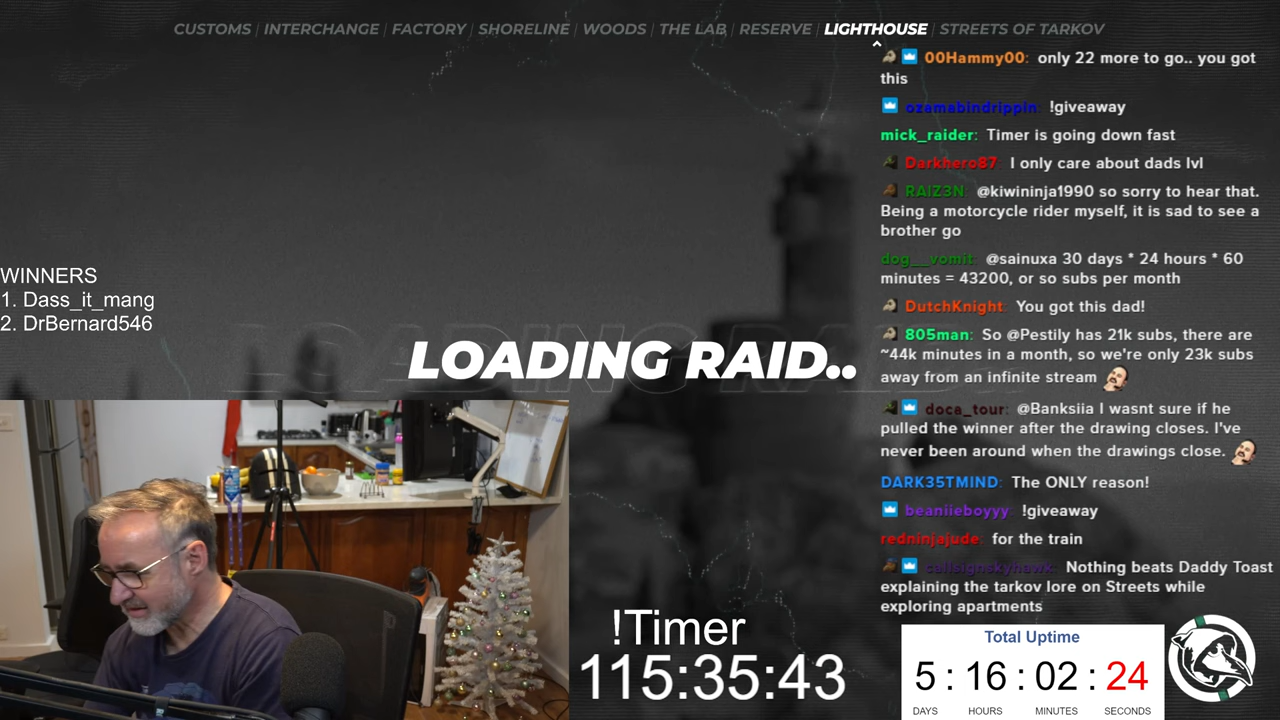 CUSTOMS / INTERCHANGE / FACTORY / SHORELINE / WOODS / THE LAB / RESERVE / LIGHTHOUSE / STREETS OF TARKOV
00Hammy00: only 22 more to go.. you got
this
ozamabindrippin: !giveaway
mick_raider: Timer is going down fast
Darkhero87: I only care about dads lvl
RAIZ3N: @kiwininja1990 so sorry to hear that.
Being a motorcycle rider myself, it is sad to see a
brother go
dog__vomit: @sainuxa 30 days * 24 hours * 60
minutes = 43200, or so subs per month
DutchKnight: You got this dad!
805man: So @Pestily has 21k subs, there are
~44k minutes in a month, so we're only 23k subs
away from an infinite stream
doca_tour: @Banksiia I wasnt sure if he
pulled the winner after the drawing closes. I've
never been around when the drawings close.
DARK35TMIND: The ONLY reason!
beaniieboyyy: !giveaway
redninjajude: for the train
callsignskyhawk: Nothing beats Daddy Toast
explaining the tarkov lore on Streets while
exploring apartments
WINNERS
1. Dass_it_mang
2. DrBernard546
LOADING RAID..
!Timer
115:35:43
Total Uptime
5 : 16 : 02 : 24
DAYS HOURS MINUTES SECONDS